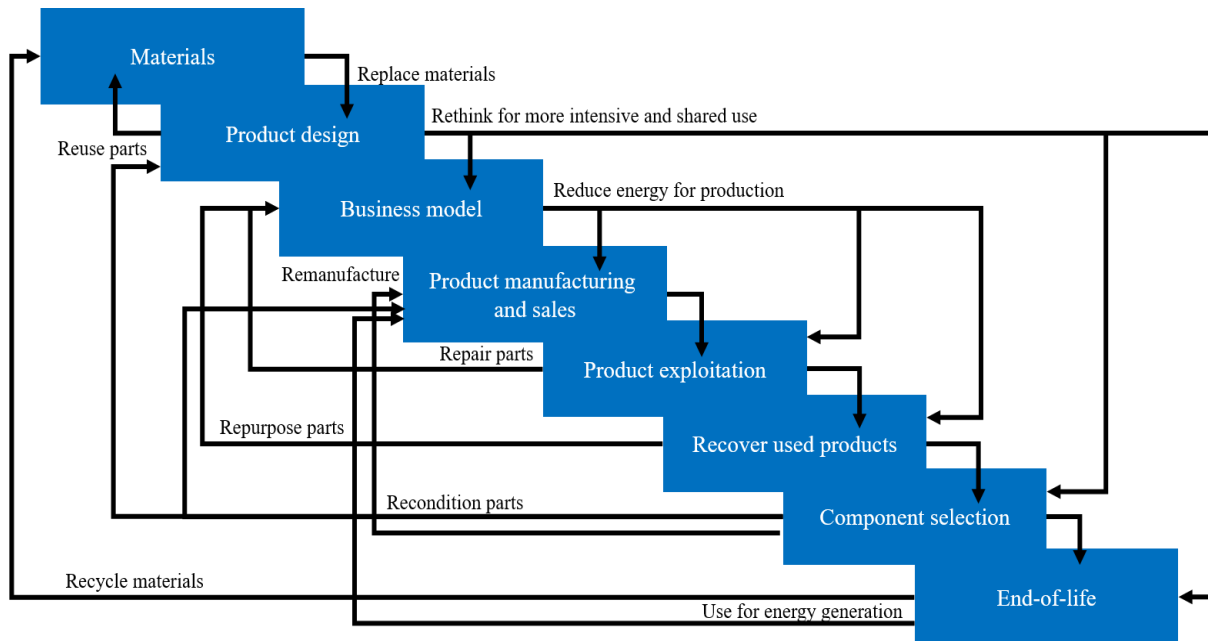 Materials
Replace materials
Rethink for more intensive and shared use
Product design
Reuse parts
Reduce energy for production
Business model
Remanufacture
Product manufacturing
and sales
Repair parts
Product exploitation
Repurpose parts
Recover used products
Recondition parts
Component selection
Recycle materials
End-of-life
Use for energy generation